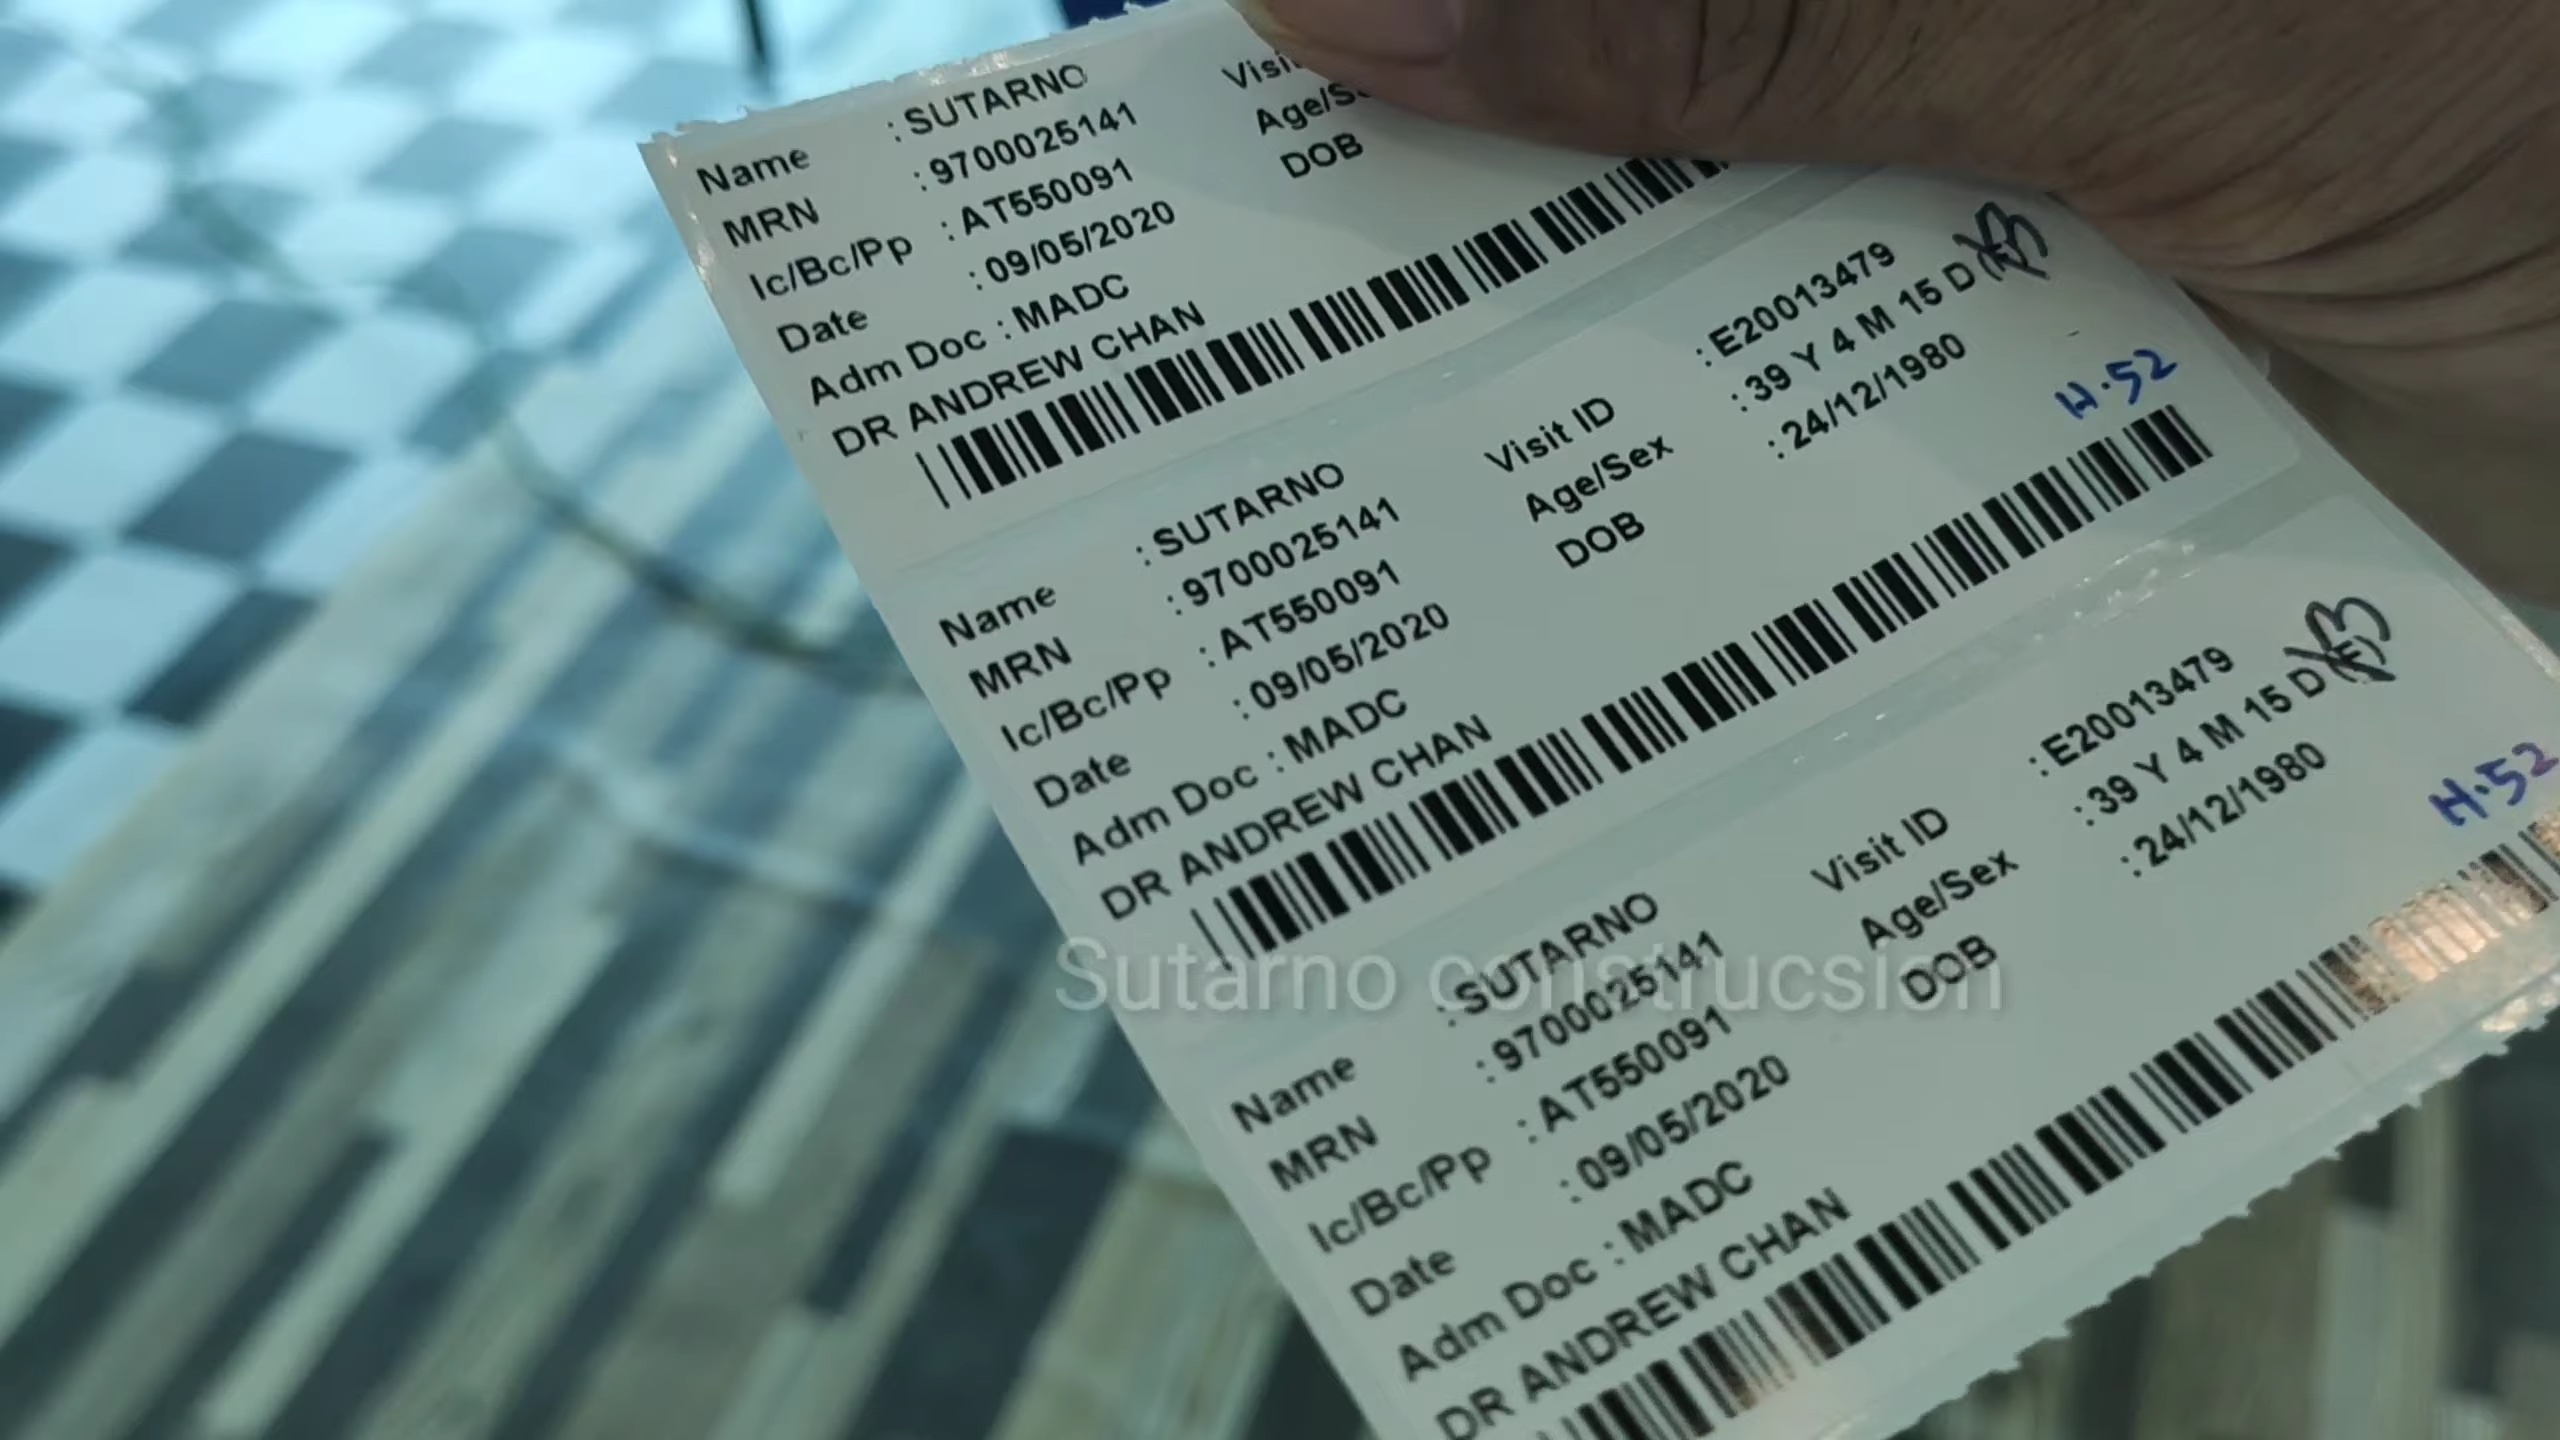 Name : SUTARNO
MRN : 9700025141
Ic/Bc/Pp : AT550091
Date : 09/05/2020
Adm Doc : MADC
DR ANDREW CHAN
DOB
Name : SUTARNO
MRN : 9700025141
Ic/Bc/Pp : AT550091
Date : 09/05/2020
Adm Doc : MADC
DR ANDREW CHAN
Visit ID : E20013479
Age/Sex : 39 Y 4 M 15 D (F) M
DOB : 24/12/1980
H.52
Name : SUTARNO
MRN : 9700025141
Ic/Bc/Pp : AT550091
Date : 09/05/2020
Adm Doc : MADC
DR ANDREW CHAN
Visit ID : E20013479
Age/Sex : 39 Y 4 M 15 D (F) M
DOB : 24/12/1980
H.52
Sutarno construcsion